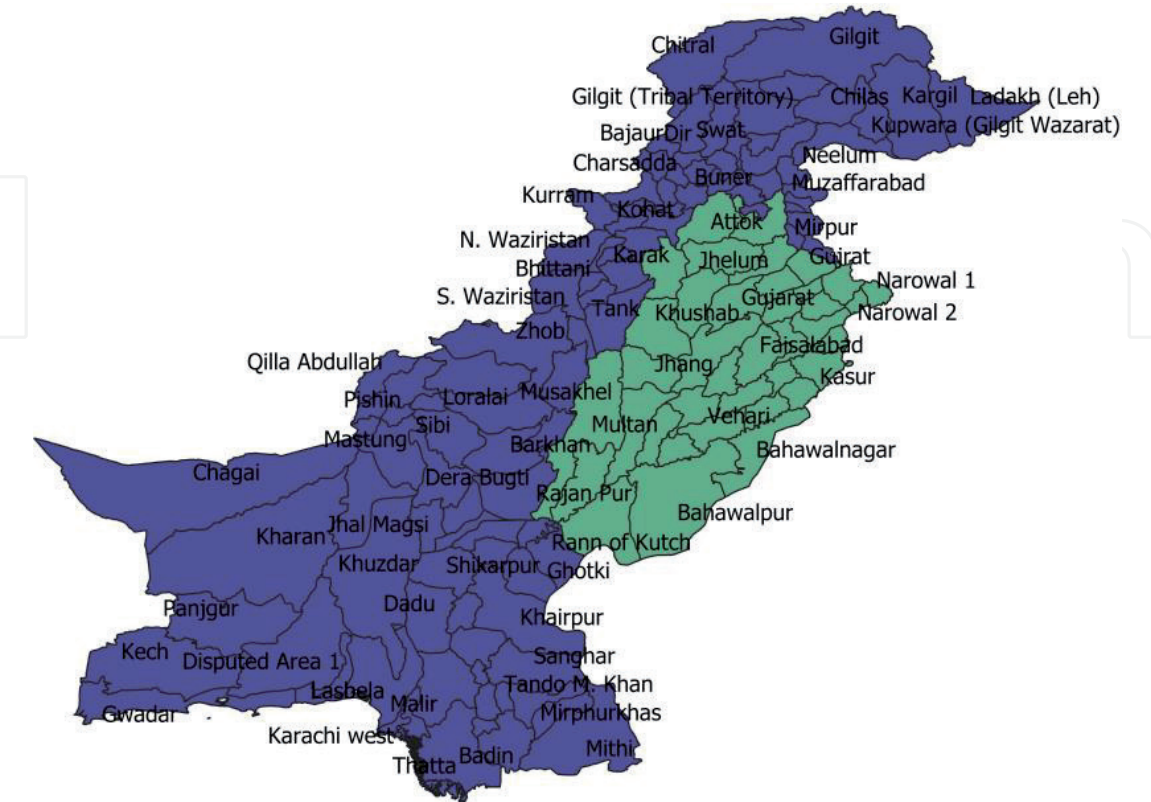 Chitral
Gilgit
Gilgit (Tribal Territory)
Chilas
Kargil
Ladakh (Leh)
Bajaur
Dir
Swat
Kupwara (Gilgit Wazarat)
Charsadda
Neelum
Buner
Muzaffarabad
Kurram
Kohat
Attok
Mirpur
N. Waziristan
Karak
Jhelum
Gujrat
Bhittani
Narowal 1
S. Waziristan
Tank
Khushab
Gujarat
Narowal 2
Zhob
Faisalabad
Qilla Abdullah
Jhang
Kasur
Pishin
Loralai
Musakhel
Sibi
Multan
Vehari
Mastung
Barkhan
Bahawalnagar
Chagai
Dera Bugti
Rajan Pur
Bahawalpur
Kharan
Jhal Magsi
Rann of Kutch
Khuzdar
Shikarpur
Ghotki
Panjgur
Dadu
Khairpur
Kech
Disputed Area 1
Sanghar
Lasbela
Tando M. Khan
Malir
Gwadar
Mirphurkhas
Karachi west
Badin
Mithi
Thatta